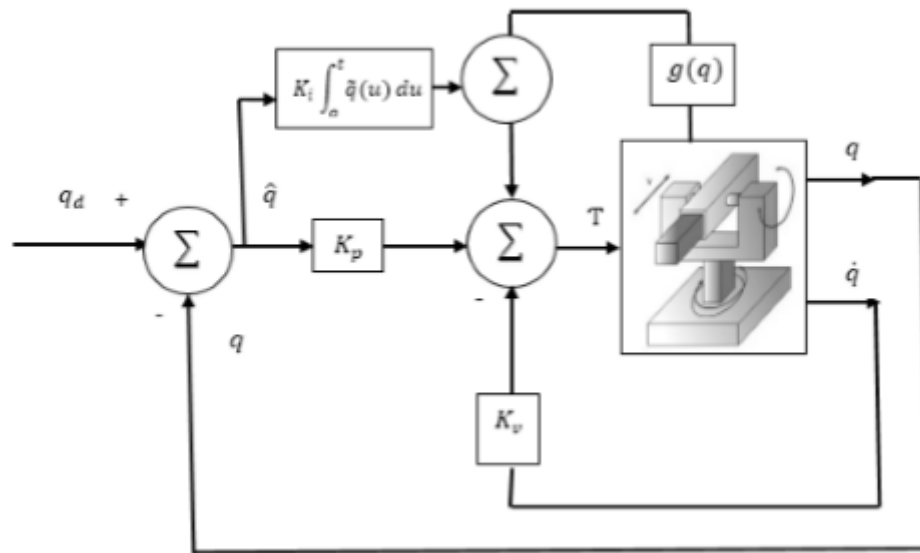 Σ
g(q)
K_i ∫_o^t q̃(u) du
q
q_d +
q̂
Σ
K_p
Σ
T
q̇
-
q
-
K_v